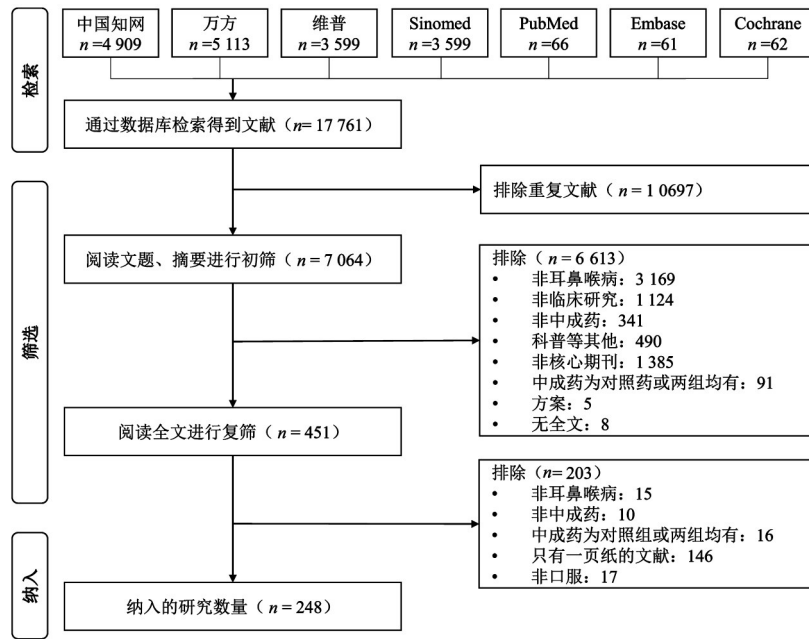 中国知网
n =4 909
万方
n =5 113
维普
n =3 599
Sinomed
n =3 599
PubMed
n =66
Embase
n =61
Cochrane
n =62
检索
通过数据库检索得到文献（n= 17 761）
排除重复文献（ n = 1 0697）
筛选
阅读文题、摘要进行初筛（ n = 7 064）
排除（ n = 6 613）
• 非耳鼻喉病：3 169
• 非临床研究：1 124
• 非中成药：341
• 科普等其他：490
• 非核心期刊：1 385
• 中成药为对照药或两组均有：91
• 方案：5
• 无全文：8
阅读全文进行复筛（ n = 451）
排除（n= 203）
• 非耳鼻喉病：15
• 非中成药：10
• 中成药为对照组或两组均有：16
• 只有一页纸的文献：146
• 非口服：17
纳入
纳入的研究数量（ n = 248）